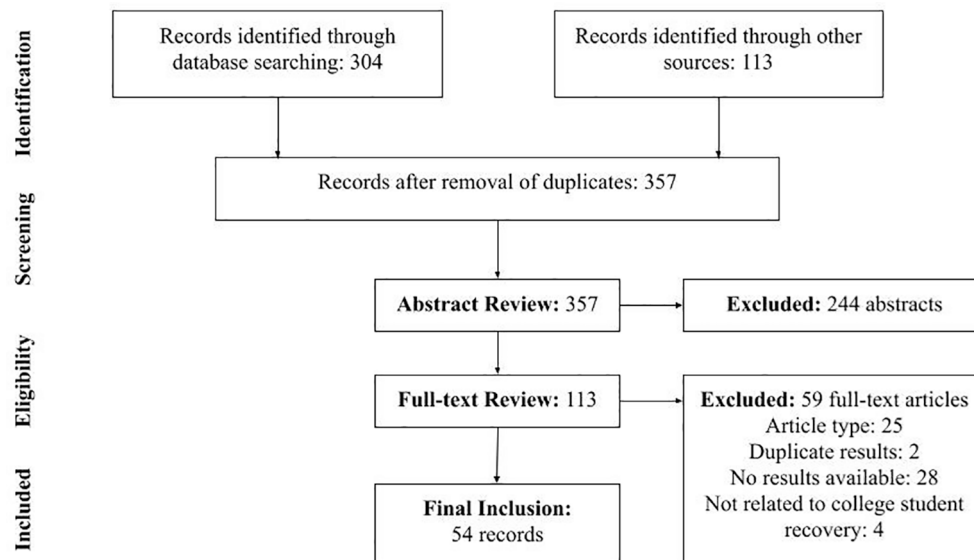 Identification
Records identified through
database searching: 304
Records identified through other
sources: 113
Records after removal of duplicates: 357
Screening
Abstract Review: 357
Excluded: 244 abstracts
Eligibility
Full-text Review: 113
Excluded: 59 full-text articles
Article type: 25
Duplicate results: 2
No results available: 28
Not related to college student
recovery: 4
Included
Final Inclusion:
54 records